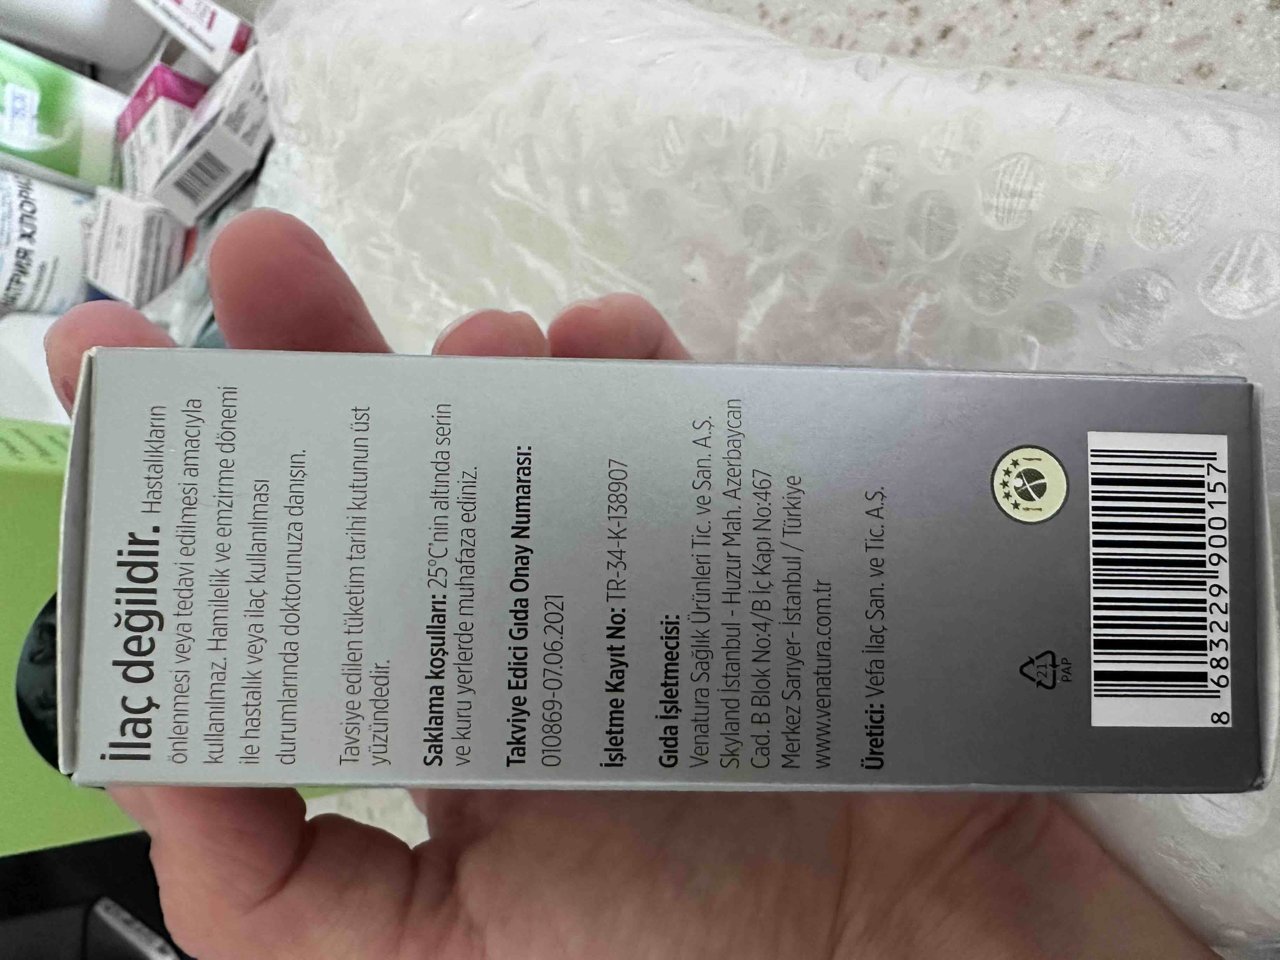 İlaç değildir. Hastalıkların
önlenmesi veya tedavi edilmesi amacıyla
kullanılmaz. Hamilelik ve emzirme dönemi
ile hastalık veya ilaç kullanılması
durumlarında doktorunuza danışın.
Tavsiye edilen tüketim tarihi kutunun üst
yüzündedir.
Saklama koşulları: 25°C'nin altında serin
ve kuru yerlerde muhafaza ediniz.
Takviye Edici Gıda Onay Numarası:
010869-07.06.2021
İşletme Kayıt No: TR-34-K-138907
Gıda İşletmecisi:
Venatura Sağlık Ürünleri Tic. ve San. A.Ş.
Skyland İstanbul - Huzur Mah. Azerbaycan
Cad. B Blok No:4/B İç Kapı No:467
Merkez Sarıyer- İstanbul / Türkiye
www.venatura.com.tr
Üretici: Vefa İlaç San. ve Tic. A.Ş.
21
PAP
8 683229 900157
НАТРИЯ ХЛОРИ